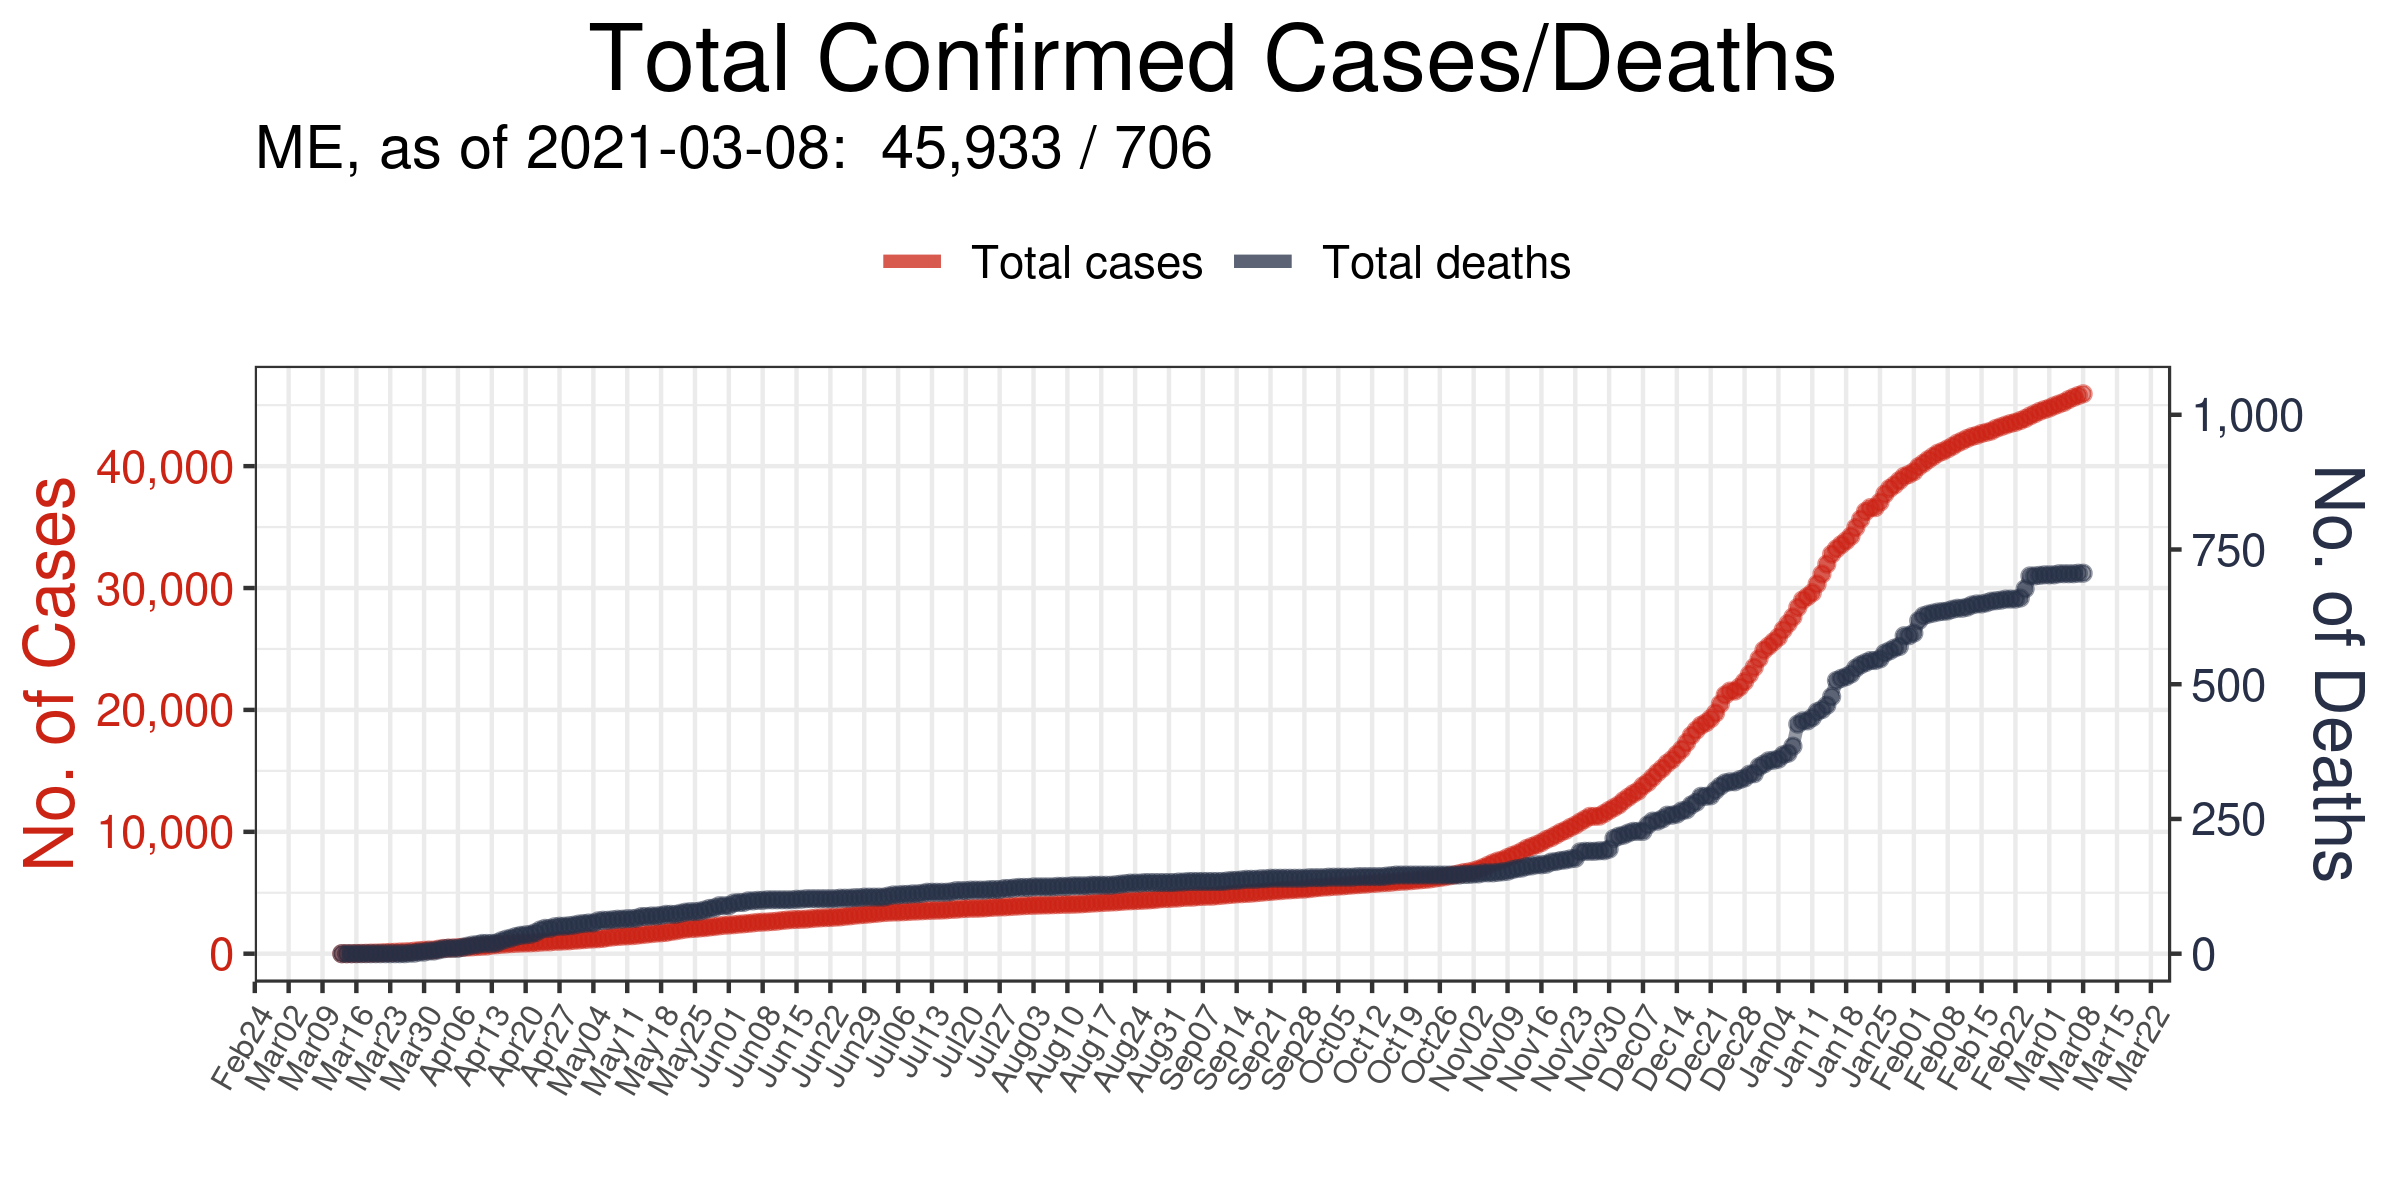 Total Confirmed Cases/Deaths
ME, as of 2021-03-08:  45,933 / 706
Total cases
Total deaths
No. of Cases
40,000
30,000
20,000
10,000
0
1,000
750
500
250
0
No. of Deaths
Feb24
Mar02
Mar09
Mar16
Mar23
Mar30
Apr06
Apr13
Apr20
Apr27
May04
May11
May18
May25
Jun01
Jun08
Jun15
Jun22
Jun29
Jul06
Jul13
Jul20
Jul27
Aug03
Aug10
Aug17
Aug24
Aug31
Sep07
Sep14
Sep21
Sep28
Oct05
Oct12
Oct19
Oct26
Nov02
Nov09
Nov16
Nov23
Nov30
Dec07
Dec14
Dec21
Dec28
Jan04
Jan11
Jan18
Jan25
Feb01
Feb08
Feb15
Feb22
Mar01
Mar08
Mar15
Mar22